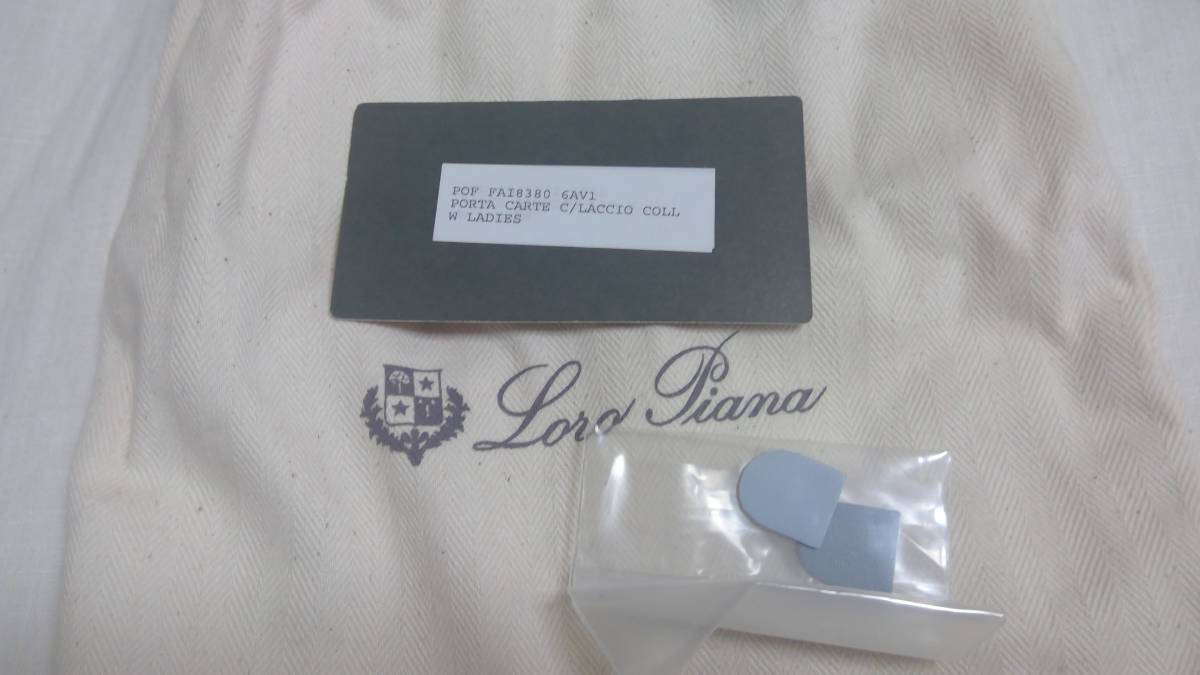 POF FAI8380 6AV1
PORTA CARTE C/LACCIO COLL
W LADIES
Loro Piana